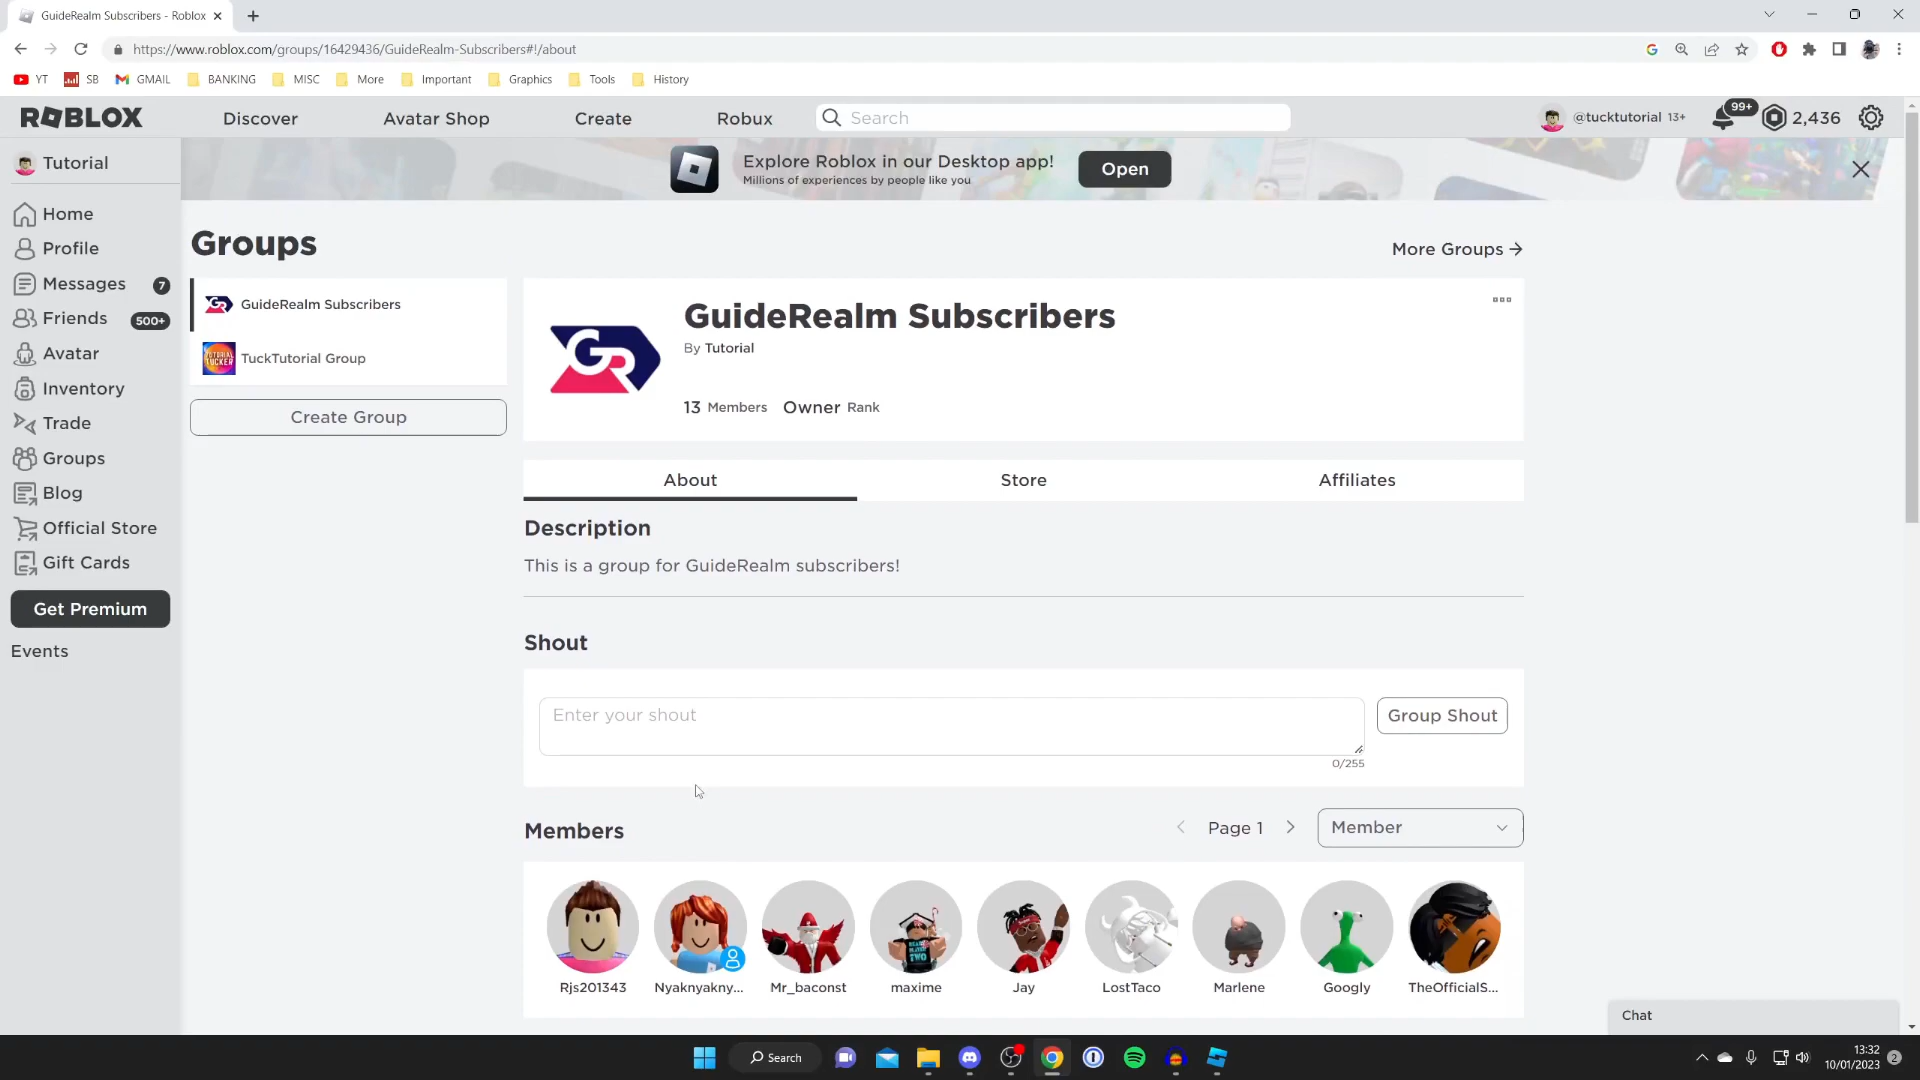 GuideRealm Subscribers - Roblox
https://www.roblox.com/groups/16429436/GuideRealm-Subscribers#!/about
YT SB GMAIL BANKING MISC More Important Graphics Tools History
ROBLOX Discover Avatar Shop Create Robux Search @tucktutorial 13+ 99+ 2,436
Tutorial
Explore Roblox in our Desktop app!
Millions of experiences by people like you
Open
Home
Profile
Messages 7
Friends 500+
Avatar
Inventory
Trade
Groups
Blog
Official Store
Gift Cards
Get Premium
Events
Groups
More Groups
GuideRealm Subscribers
TuckTutorial Group
Create Group
GR
GuideRealm Subscribers
By Tutorial
13 Members Owner Rank
About Store Affiliates
Description
This is a group for GuideRealm subscribers!
Shout
Enter your shout
Group Shout
0/255
Members
Page 1
Member
Rjs201343 Nyaknyakny... Mr_baconst maxime Jay LostTaco Marlene Googly TheOfficialS...
Chat
Search
13:32
10/01/2023
2